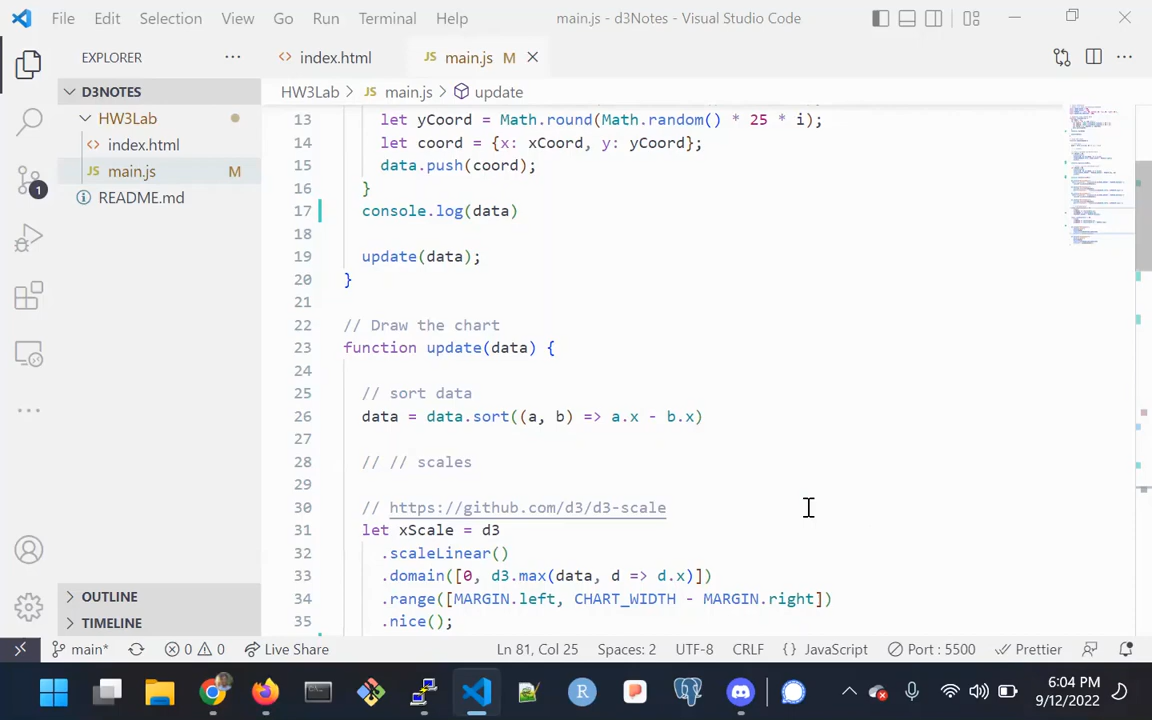 File Edit Selection View Go Run Terminal Help main.js - d3Notes - Visual Studio Code
EXPLORER
index.html
JS main.js M
D3NOTES
HW3Lab
index.html
JS main.js M
README.md
HW3Lab > JS main.js > update
13 let yCoord = Math.round(Math.random() * 25 * i);
14 let coord = {x: xCoord, y: yCoord};
15 data.push(coord);
16 }
17 console.log(data)
18
19 update(data);
20 }
21
22 // Draw the chart
23 function update(data) {
24
25 // sort data
26 data = data.sort((a, b) => a.x - b.x)
27
28 // // scales
29
30 // https://github.com/d3/d3-scale
31 let xScale = d3
32 .scaleLinear()
33 .domain([0, d3.max(data, d => d.x)])
34 .range([MARGIN.left, CHART_WIDTH - MARGIN.right])
35 .nice();
1
OUTLINE
TIMELINE
main* 0 0 Live Share Ln 81, Col 25 Spaces: 2 UTF-8 CRLF {} JavaScript Port : 5500 Prettier
R
P
6:04 PM
9/12/2022